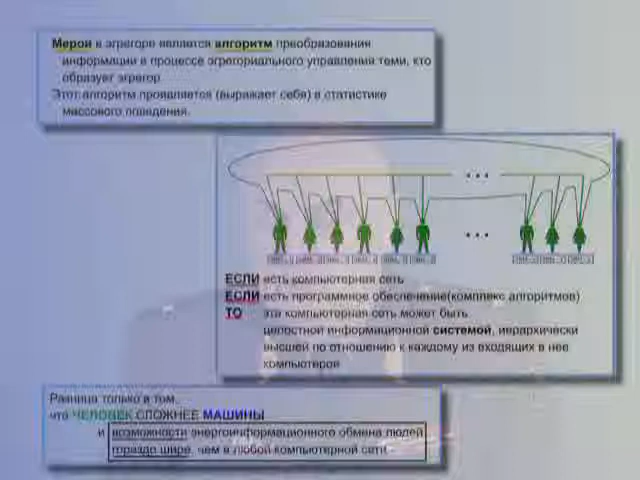 Мерой в эгрегоре является алгоритм преобразования
информации в процессе эгрегориального управления теми, кто
образует эгрегор.
Этот алгоритм проявляется (выражает себя) в статистике
массового поведения.
ЕСЛИ есть компьютерная сеть
ЕСЛИ есть программное обеспечение(комплекс алгоритмов)
ТО эта компьютерная сеть может быть
целостной информационной системой, иерархически
высшей по отношению к каждому из входящих в неё
компьютеров
Разница только в том,
что ЧЕЛОВЕК СЛОЖНЕЕ МАШИНЫ
и возможности энергоинформационного обмена людей
гораздо шире, чем в любой компьютерной сети